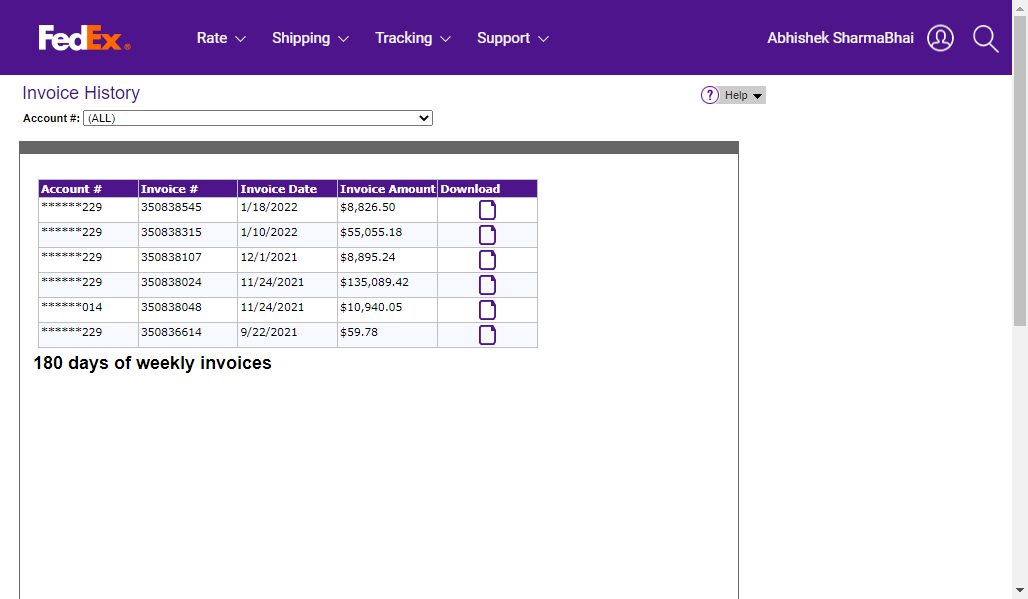 FedEx®
Rate Shipping Tracking Support Abhishek SharmaBhai
Invoice History
? Help
Account #: (ALL)
Account # Invoice # Invoice Date Invoice Amount Download
******229 350838545 1/18/2022 $8,826.50
******229 350838315 1/10/2022 $55,055.18
******229 350838107 12/1/2021 $8,895.24
******229 350838024 11/24/2021 $135,089.42
******014 350838048 11/24/2021 $10,940.05
******229 350836614 9/22/2021 $59.78
180 days of weekly invoices